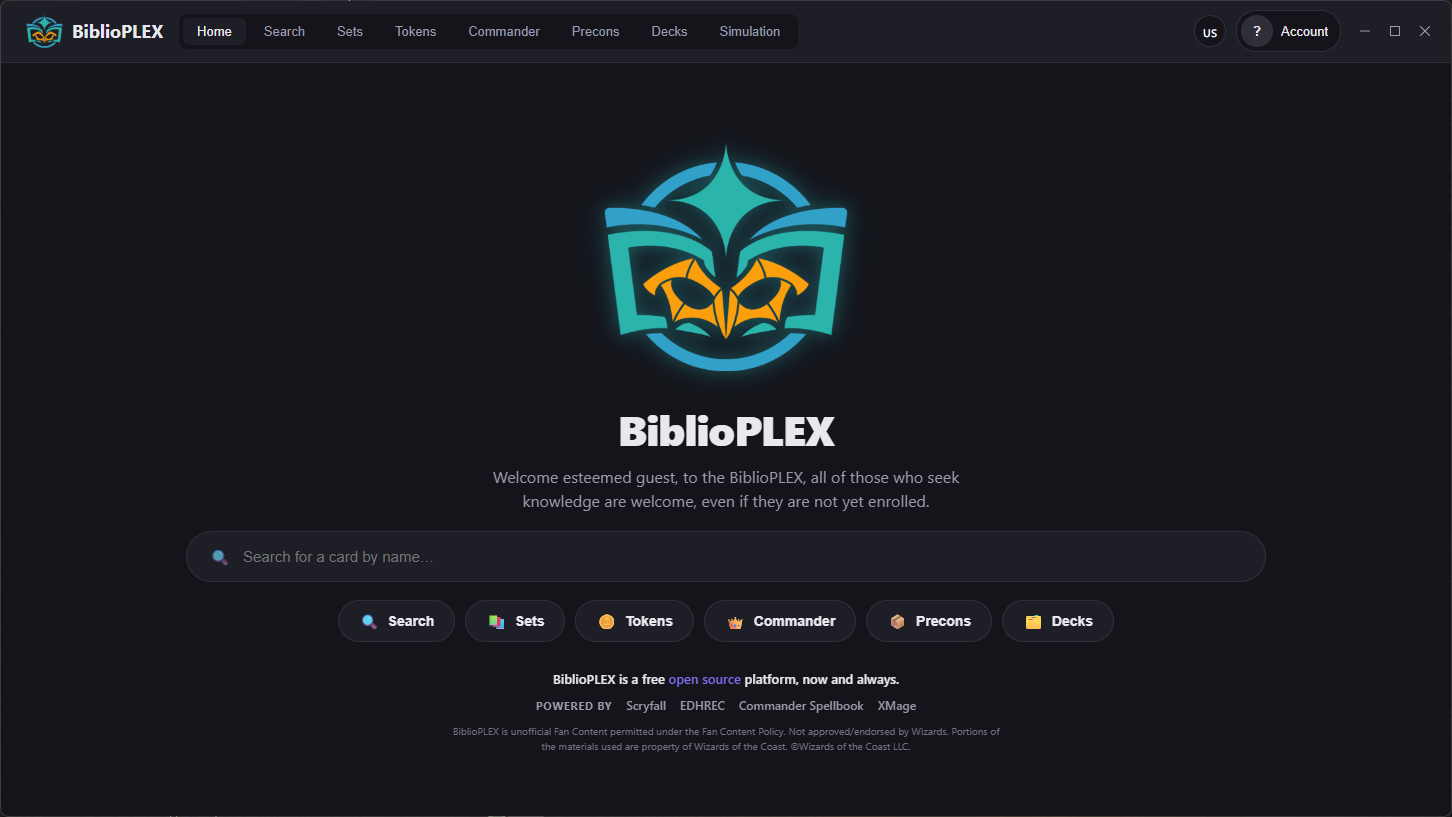 BiblioPLEX Home Search Sets Tokens Commander Precons Decks Simulation US ? Account
BiblioPLEX
Welcome esteemed guest, to the BiblioPLEX, all of those who seek
knowledge are welcome, even if they are not yet enrolled.
Search for a card by name...
Search Sets Tokens Commander Precons Decks
BiblioPLEX is a free open source platform, now and always.
POWERED BY Scryfall EDHREC Commander Spellbook XMage
BiblioPLEX is unofficial Fan Content permitted under the Fan Content Policy. Not approved/endorsed by Wizards. Portions of
the materials used are property of Wizards of the Coast. ©Wizards of the Coast LLC.